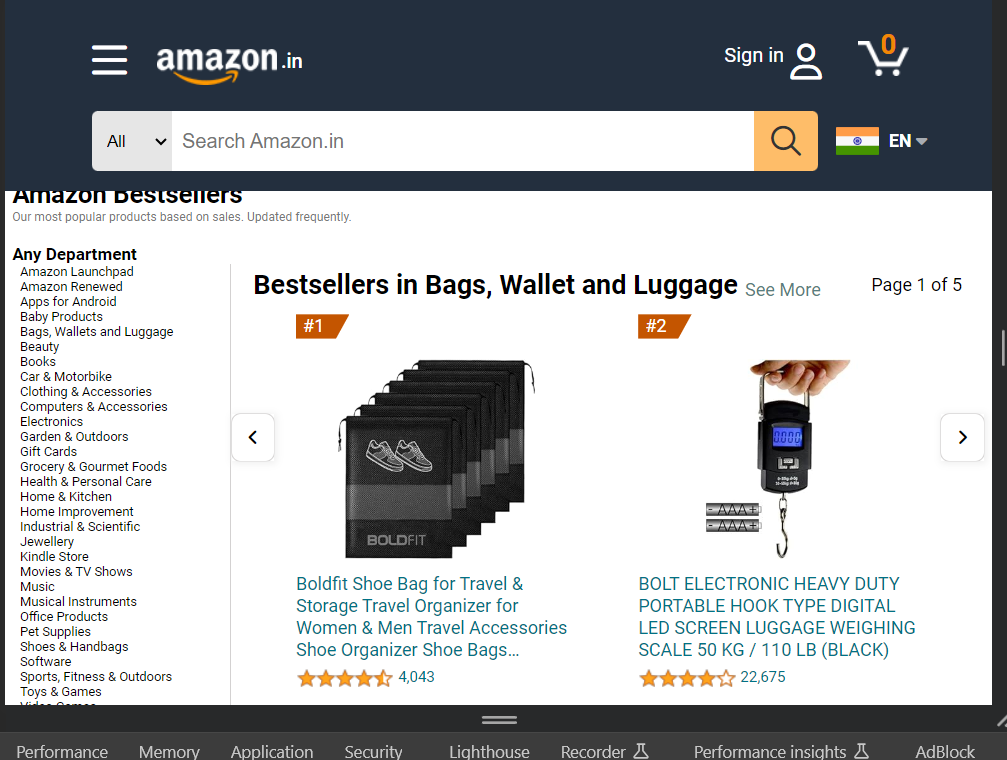 amazon.in
Sign in
0
All
Search Amazon.in
EN
Amazon Bestsellers
Our most popular products based on sales. Updated frequently.
Any Department
Amazon Launchpad
Amazon Renewed
Apps for Android
Baby Products
Bags, Wallets and Luggage
Beauty
Books
Car & Motorbike
Clothing & Accessories
Computers & Accessories
Electronics
Garden & Outdoors
Gift Cards
Grocery & Gourmet Foods
Health & Personal Care
Home & Kitchen
Home Improvement
Industrial & Scientific
Jewellery
Kindle Store
Movies & TV Shows
Music
Musical Instruments
Office Products
Pet Supplies
Shoes & Handbags
Software
Sports, Fitness & Outdoors
Toys & Games
Video Games
Bestsellers in Bags, Wallet and Luggage See More
Page 1 of 5
#1
BOLDFIT
Boldfit Shoe Bag for Travel &
Storage Travel Organizer for
Women & Men Travel Accessories
Shoe Organizer Shoe Bags...
4,043
#2
0000
- AAA +
- AAA +
BOLT ELECTRONIC HEAVY DUTY
PORTABLE HOOK TYPE DIGITAL
LED SCREEN LUGGAGE WEIGHING
SCALE 50 KG / 110 LB (BLACK)
22,675
Performance Memory Application Security Lighthouse Recorder Performance insights AdBlock